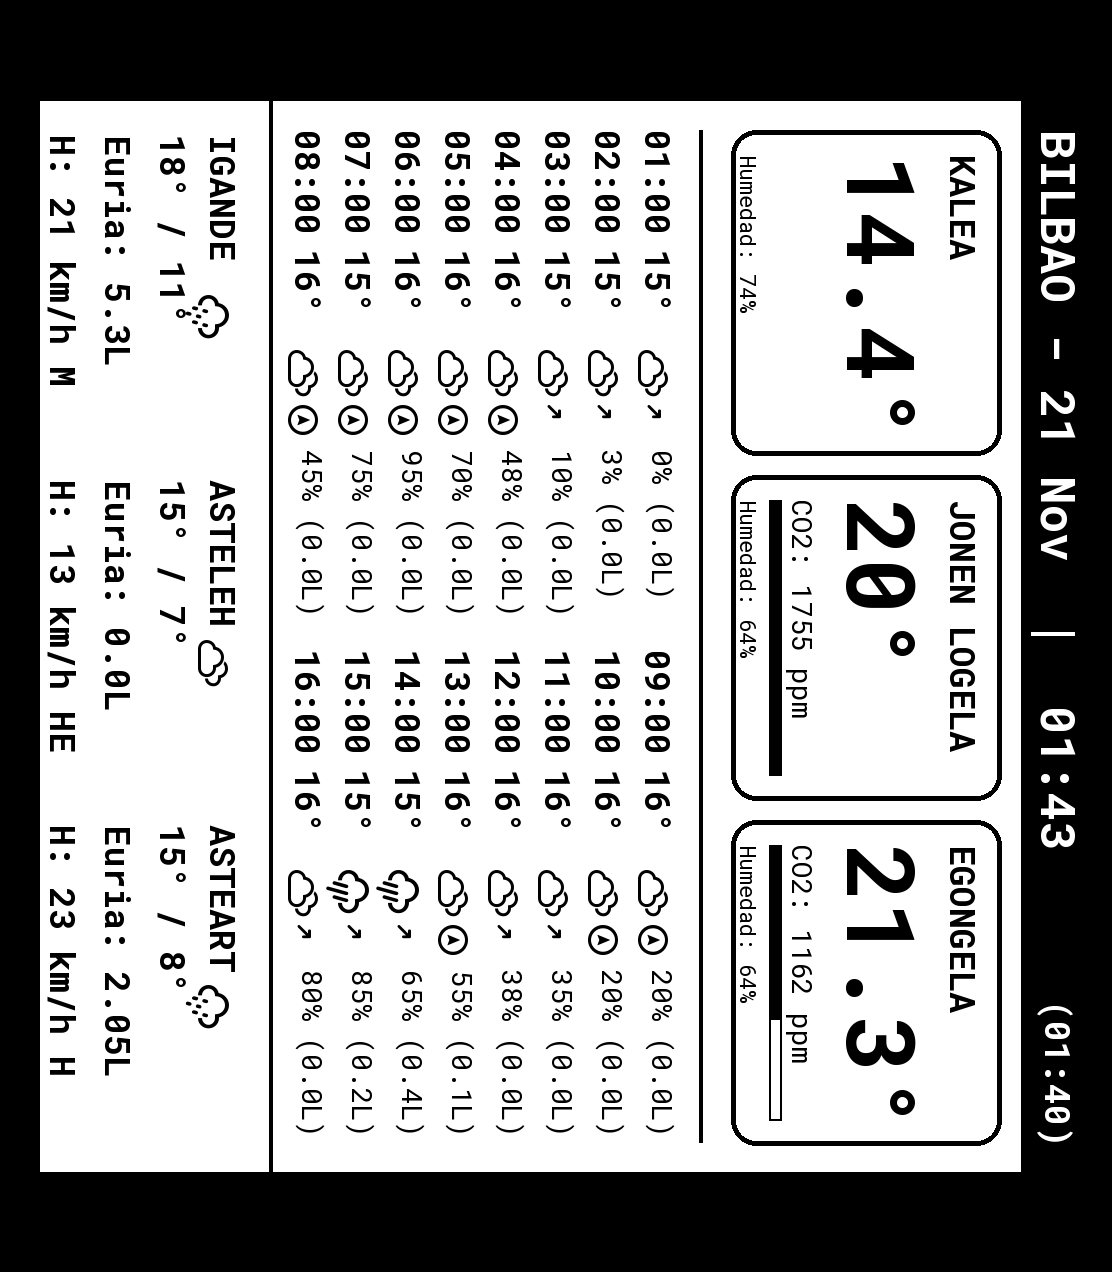 BILBAO - 21 Nov | 01:43 (01:40)
KALEA
14.4°
Humedad: 74%
JONEN LOGELA
20°
CO2: 1755 ppm
Humedad: 64%
EGONGELA
21.3°
CO2: 1162 ppm
Humedad: 64%
01:00 15° ↗ 0% (0.0L)
02:00 15° ↗ 3% (0.0L)
03:00 15° ↗ 10% (0.0L)
04:00 16° 48% (0.0L)
05:00 16° 70% (0.0L)
06:00 16° 95% (0.0L)
07:00 15° 75% (0.0L)
08:00 16° 45% (0.0L)
09:00 16° 20% (0.0L)
10:00 16° 20% (0.0L)
11:00 16° ↗ 35% (0.0L)
12:00 16° ↗ 38% (0.0L)
13:00 16° 55% (0.1L)
14:00 15° ↗ 65% (0.4L)
15:00 15° ↗ 85% (0.2L)
16:00 16° ↗ 80% (0.0L)
IGANDE
18° / 11°
Euria: 5.3L
H: 21 km/h M
ASTELEH
15° / 7°
Euria: 0.0L
H: 13 km/h HE
ASTEART
15° / 8°
Euria: 2.05L
H: 23 km/h H